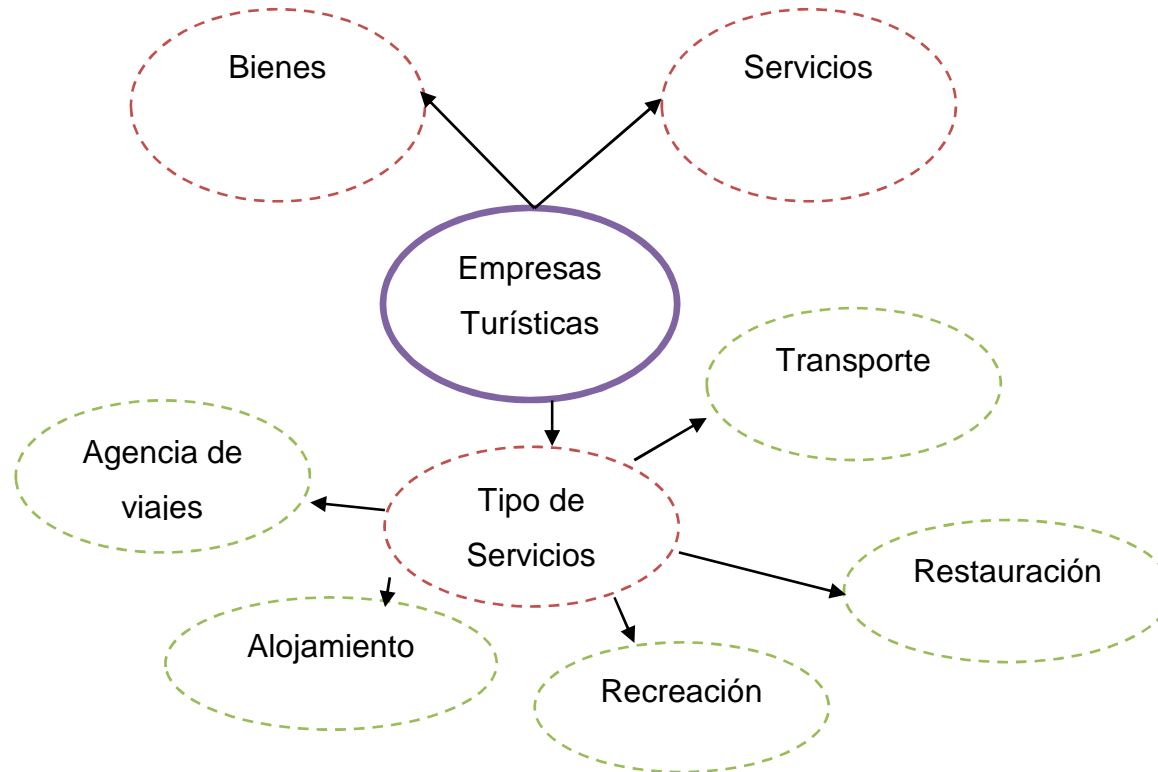 Bienes
Servicios
Empresas
Turísticas
Transporte
Agencia de
viajes
Tipo de
Servicios
Restauración
Alojamiento
Recreación